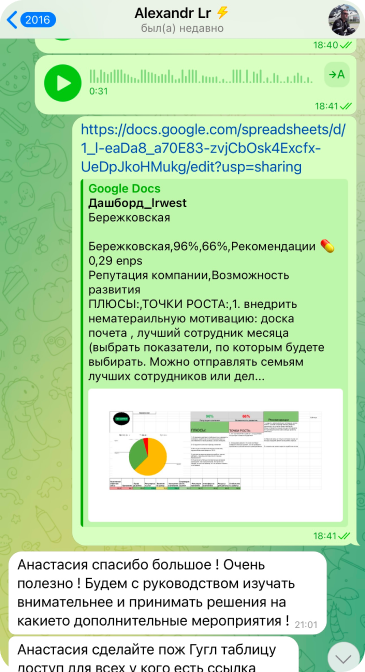 2016
Alexandr Lr ⚡
был(а) недавно
18:40
0:31
→A
18:41
https://docs.google.com/spreadsheets/d/
1_l-eaDa8_a70E83-zvjCbOsk4Excfx-
UeDpJkoHMukg/edit?usp=sharing
Google Docs
Дашборд_lrwest
Бережковская
Бережковская,96%,66%,Рекомендации 💊
0,29 enps
Репутация компании,Возможность
развития
ПЛЮСЫ:,ТОЧКИ РОСТА:,1. внедрить
нематераильную мотивацию: доска
почета , лучший сотрудник месяца
(выбрать показатели, по которым будете
выбирать. Можно отправлять семьям
лучших сотрудников или дел...
18:41
Анастасия спасибо большое ! Очень
полезно ! Будем с руководством изучать
внимательнее и принимать решения на
какието дополнительные мероприятия !
21:01
Анастасия сделайте пож Гугл таблицу
доступ для всех у кого есть ссылка